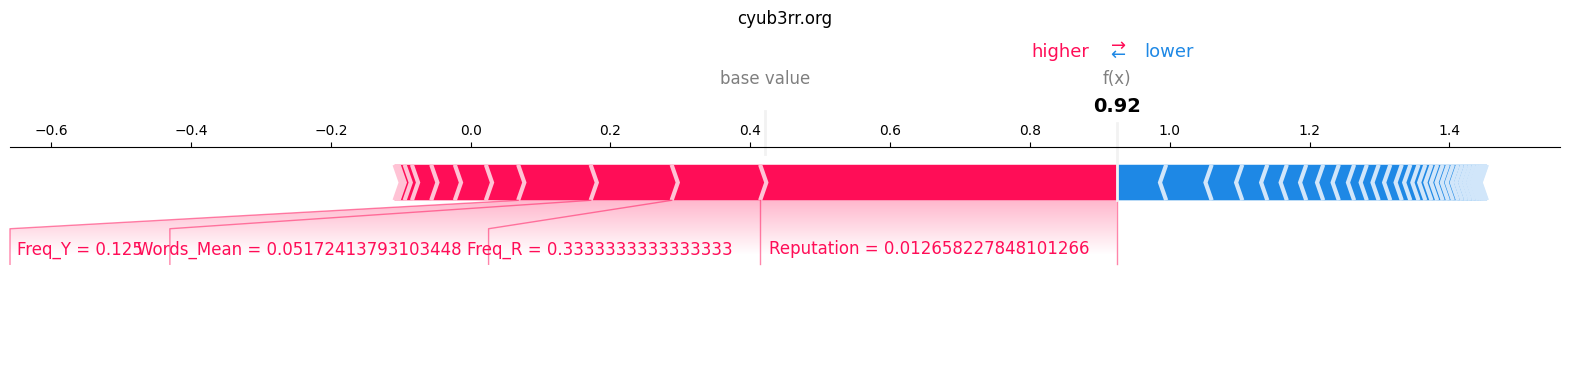 cyub3rr.org
higher → ← lower
base value f(x)
0.92
−0.6 −0.4 −0.2 0.0 0.2 0.4 0.6 0.8 1.0 1.2 1.4
Freq_Y = 0.125 Words_Mean = 0.05172413793103448 Freq_R = 0.3333333333333333 Reputation = 0.012658227848101266